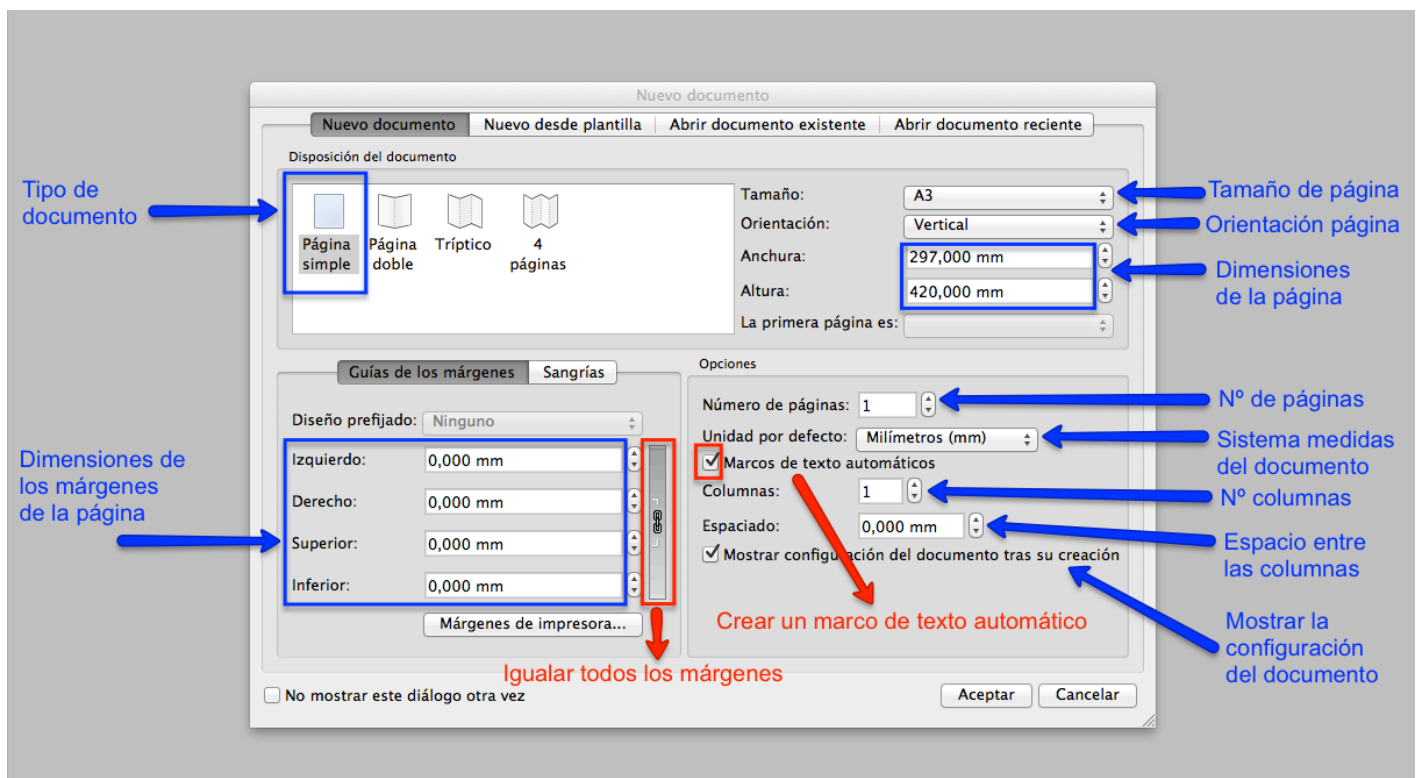 Nuevo documento
Nuevo documento
Nuevo desde plantilla
Abrir documento existente
Abrir documento reciente
Disposición del documento
Tipo de
documento
Página
simple
Página
doble
Tríptico
4
páginas
Tamaño:
A3
Tamaño de página
Orientación:
Vertical
Orientación página
Anchura:
297,000 mm
Altura:
420,000 mm
Dimensiones
de la página
La primera página es:
Guías de los márgenes
Sangrías
Diseño prefijado:
Ninguno
Dimensiones de
los márgenes
de la página
Izquierdo:
0,000 mm
Derecho:
0,000 mm
Superior:
0,000 mm
Inferior:
0,000 mm
Márgenes de impresora...
Igualar todos los márgenes
Opciones
Número de páginas:
1
Nº de páginas
Unidad por defecto:
Milímetros (mm)
Sistema medidas
del documento
Marcos de texto automáticos
Columnas:
1
Nº columnas
Espaciado:
0,000 mm
Espacio entre
las columnas
Mostrar configuración del documento tras su creación
Crear un marco de texto automático
Mostrar la
configuración
del documento
No mostrar este diálogo otra vez
Aceptar
Cancelar